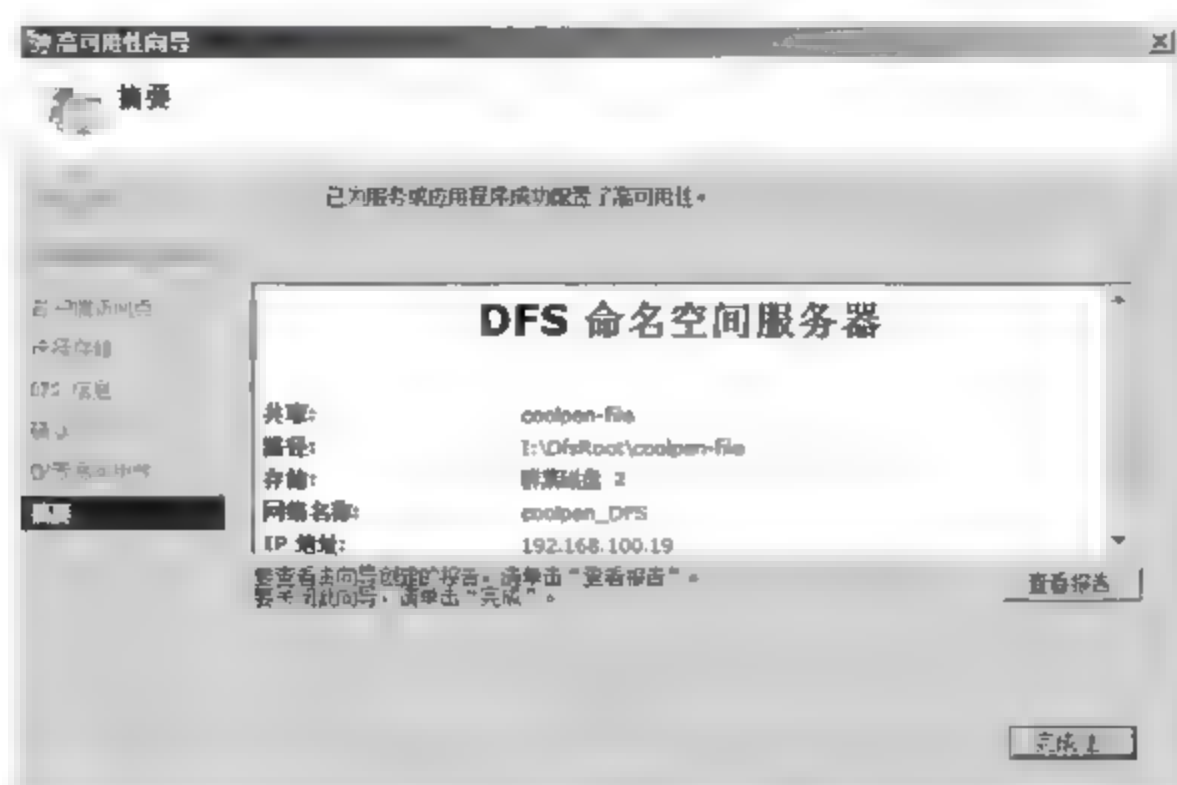 高可用性向导
摘要
已为服务或应用程序成功配置了高可用性。
DFS 信息
摘要
DFS 命名空间服务器
共享: coolpen-file
路径: I:\DfsRoot\coolpen-file
存储: 群集磁盘 2
网络名称: coolpen_DFS
IP 地址: 192.168.100.19
要查看此向导创建的报告，请单击“查看报告”。
要关闭此向导，请单击“完成”。
查看报告